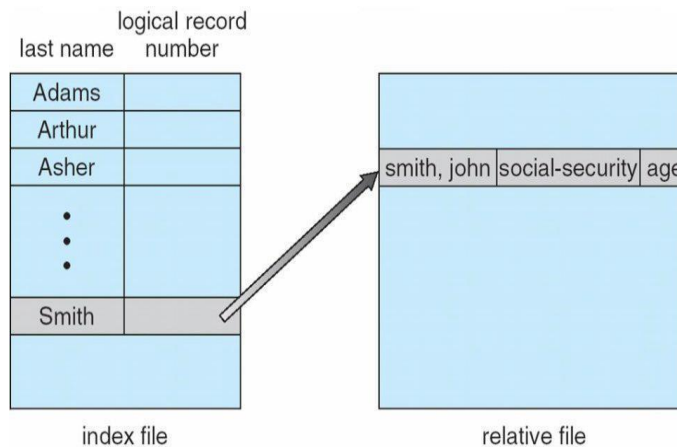 logical record
last name number
Adams
Arthur
Asher
smith, john social-security age
Smith
index file relative file